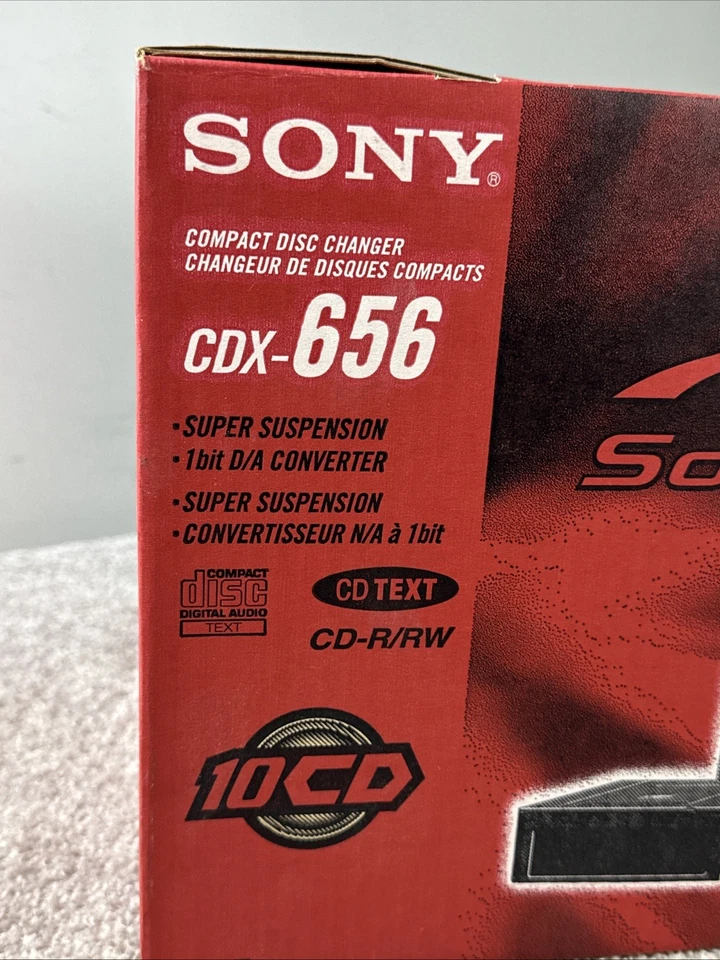 SONY®
COMPACT DISC CHANGER
CHANGEUR DE DISQUES COMPACTS
CDX-656
•SUPER SUSPENSION
•1bit D/A CONVERTER
•SUPER SUSPENSION
•CONVERTISSEUR N/A à 1bit
COMPACT
disc
DIGITAL AUDIO
TEXT
CD TEXT
CD-R/RW
10CD
So